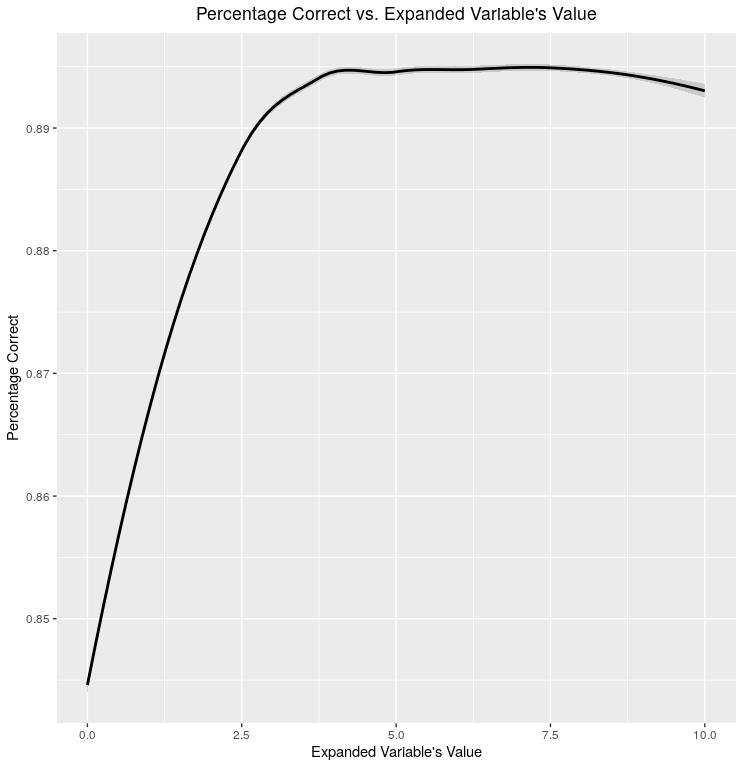 Percentage Correct vs. Expanded Variable's Value
Percentage Correct
0.89
0.88
0.87
0.86
0.85
0.0 2.5 5.0 7.5 10.0
Expanded Variable's Value